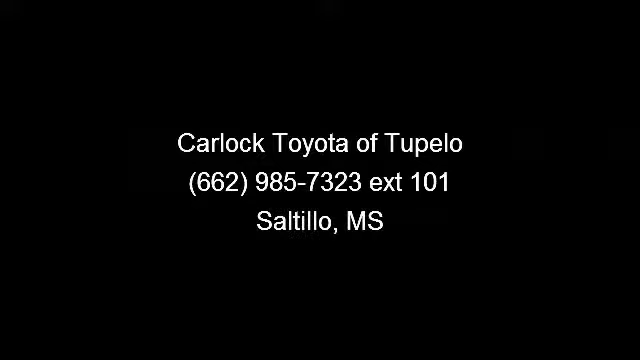 Carlock Toyota of Tupelo
(662) 985-7323 ext 101
Saltillo, MS